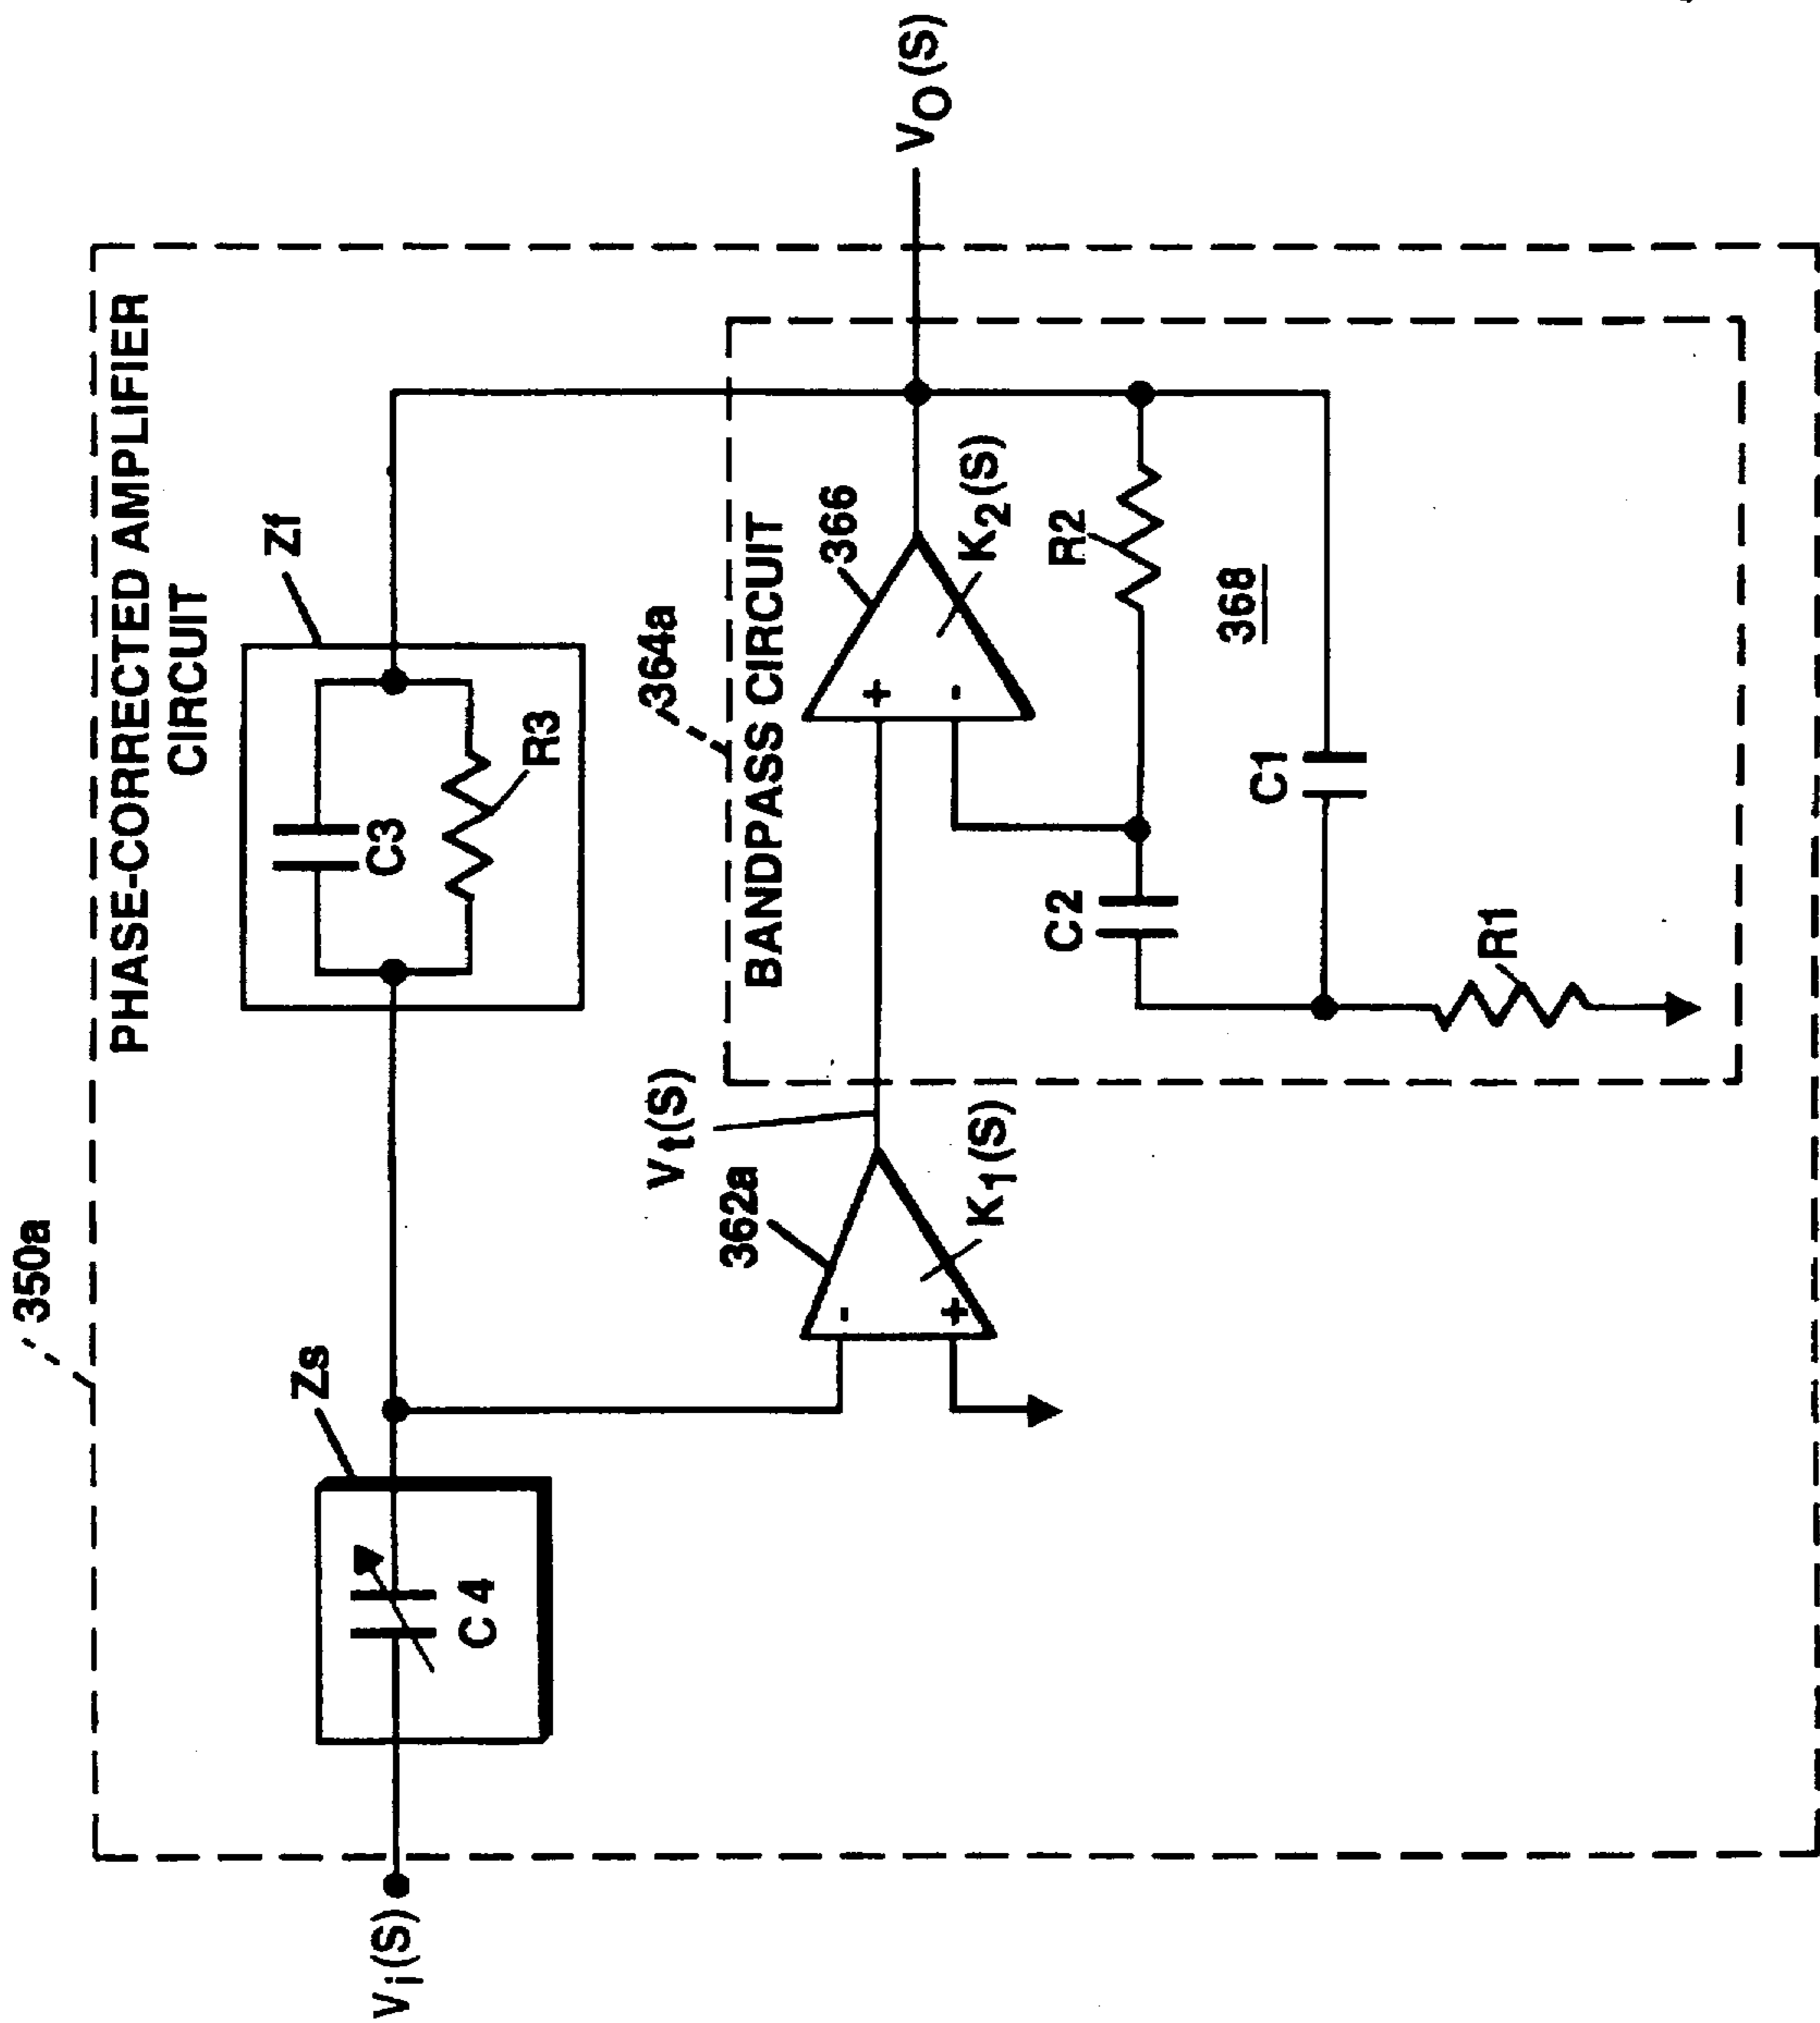 350a
PHASE-CORRECTED AMPLIFIER
CIRCUIT
Zs
Zf
C4
C3
R3
Vi(S)
362a
K1(S)
Vt(S)
364a
BANDPASS CIRCUIT
366
K2(S)
+
-
-
+
VO(S)
R2
C2
368
C1
R1